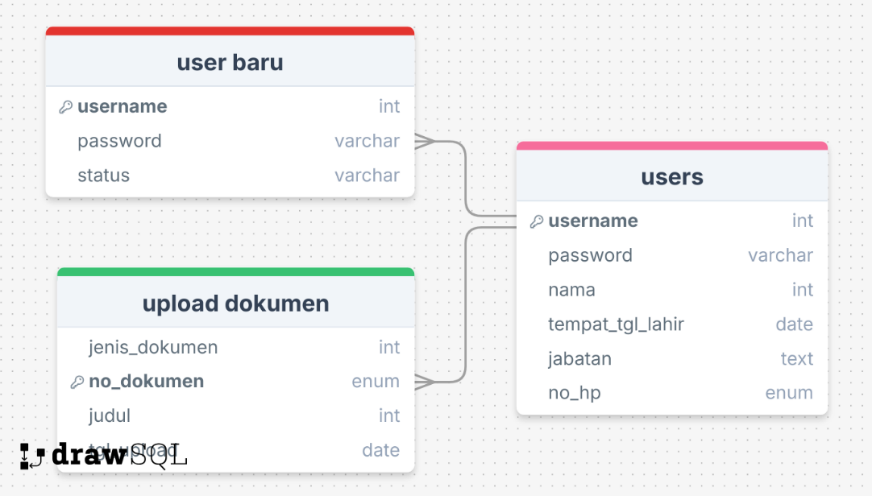 user baru
username int
password varchar
status varchar
users
username int
password varchar
nama int
tempat_tgl_lahir date
jabatan text
no_hp enum
upload dokumen
jenis_dokumen int
no_dokumen enum
judul int
tgl_upload date
drawSQL